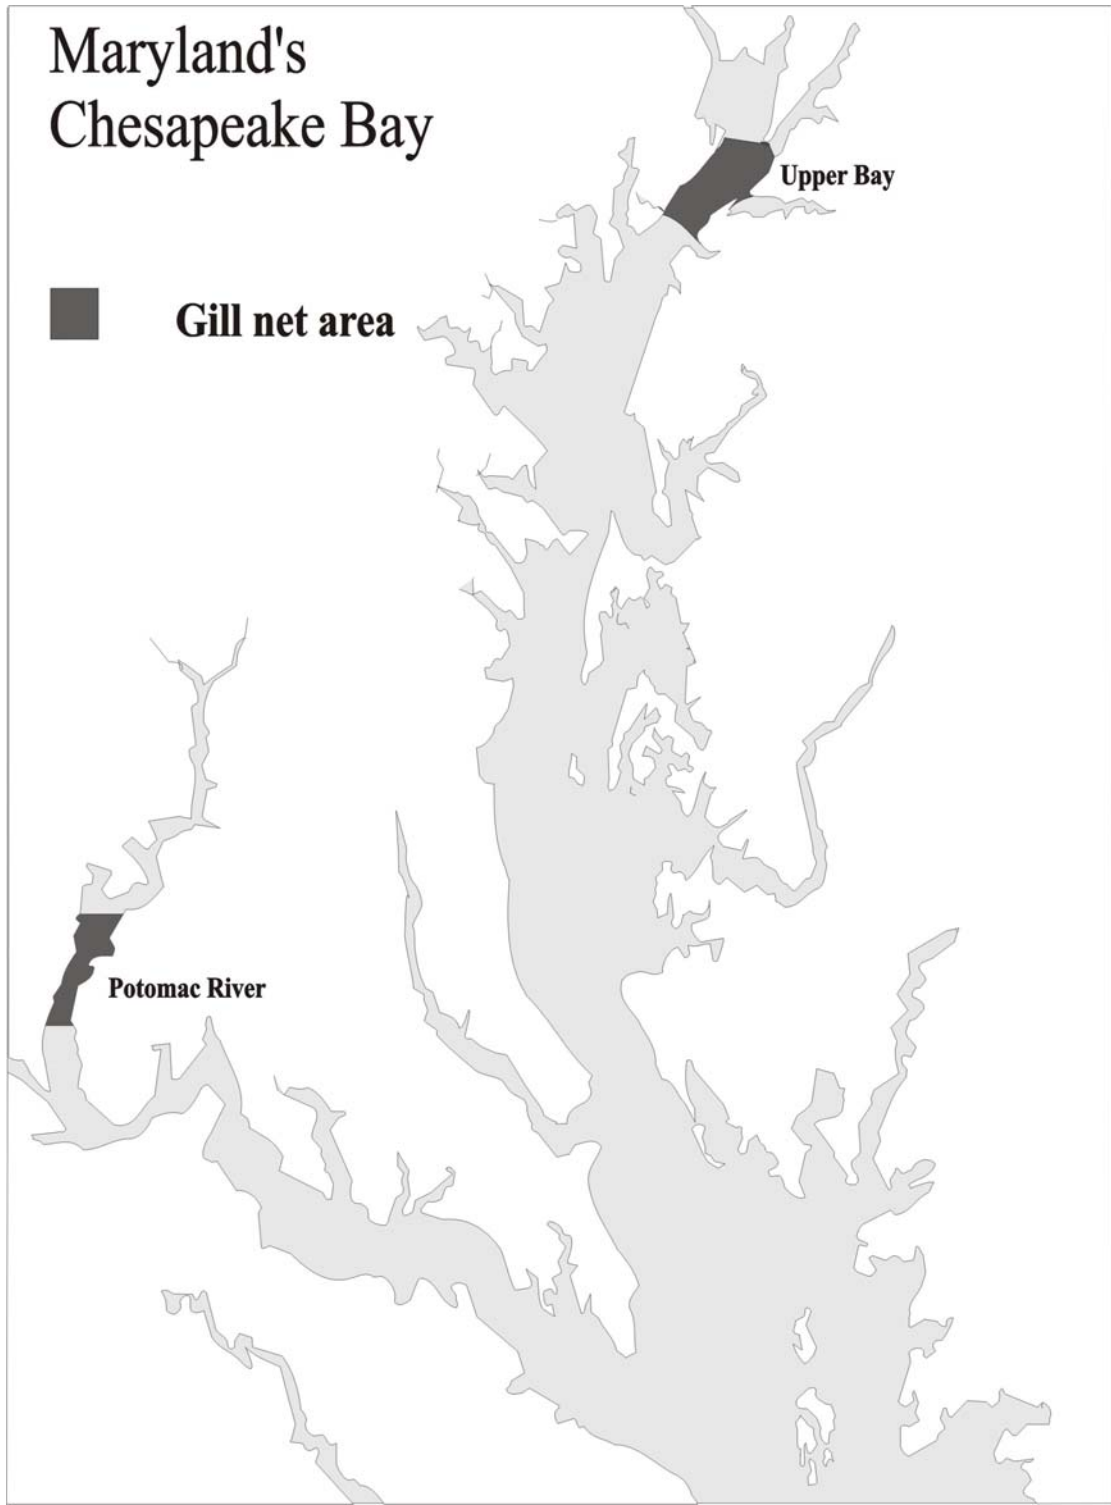 Maryland's
Chesapeake Bay
Upper Bay
Gill net area
Potomac River